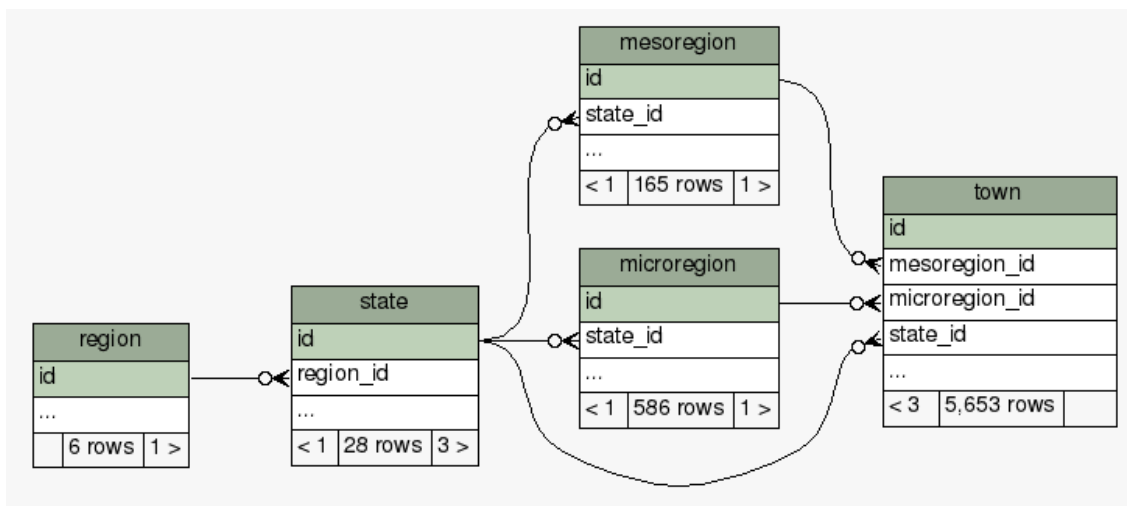 mesoregion
id
state_id
...
< 1 165 rows 1 >
town
id
mesoregion_id
microregion_id
state_id
...
< 3 5,653 rows
microregion
id
state_id
...
< 1 586 rows 1 >
state
id
region_id
...
< 1 28 rows 3 >
region
id
...
6 rows 1 >